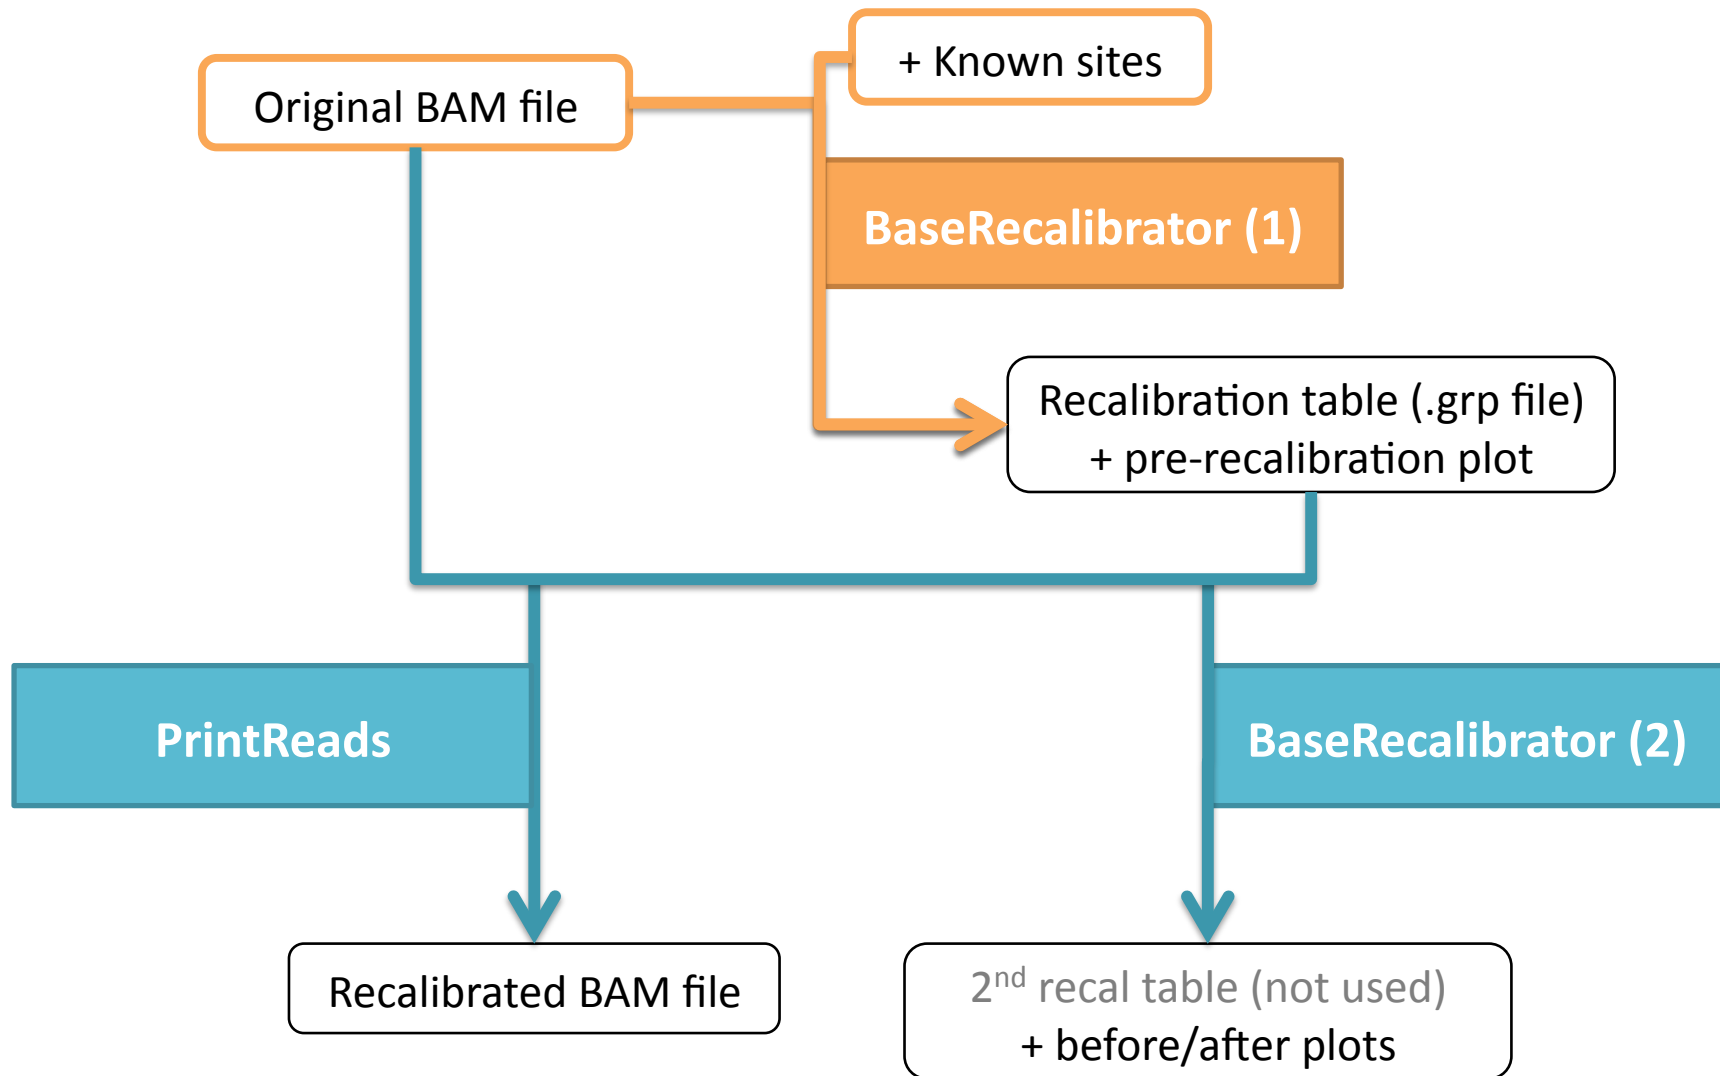 + Known sites
Original BAM file
BaseRecalibrator (1)
Recalibration table (.grp file)
+ pre-recalibration plot
PrintReads
BaseRecalibrator (2)
Recalibrated BAM file
2nd recal table (not used)
+ before/after plots